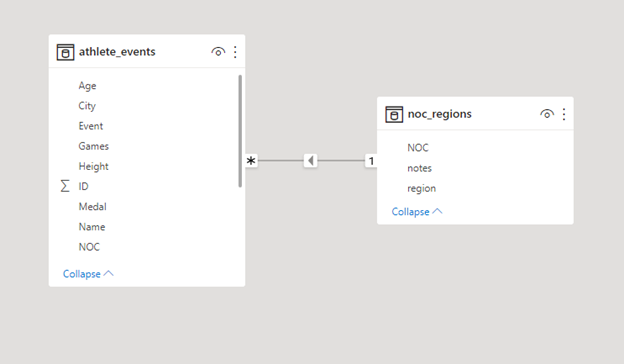 athlete_events
Age
City
Event
Games
Height
∑ ID
Medal
Name
NOC
Collapse
* 1
noc_regions
NOC
notes
region
Collapse